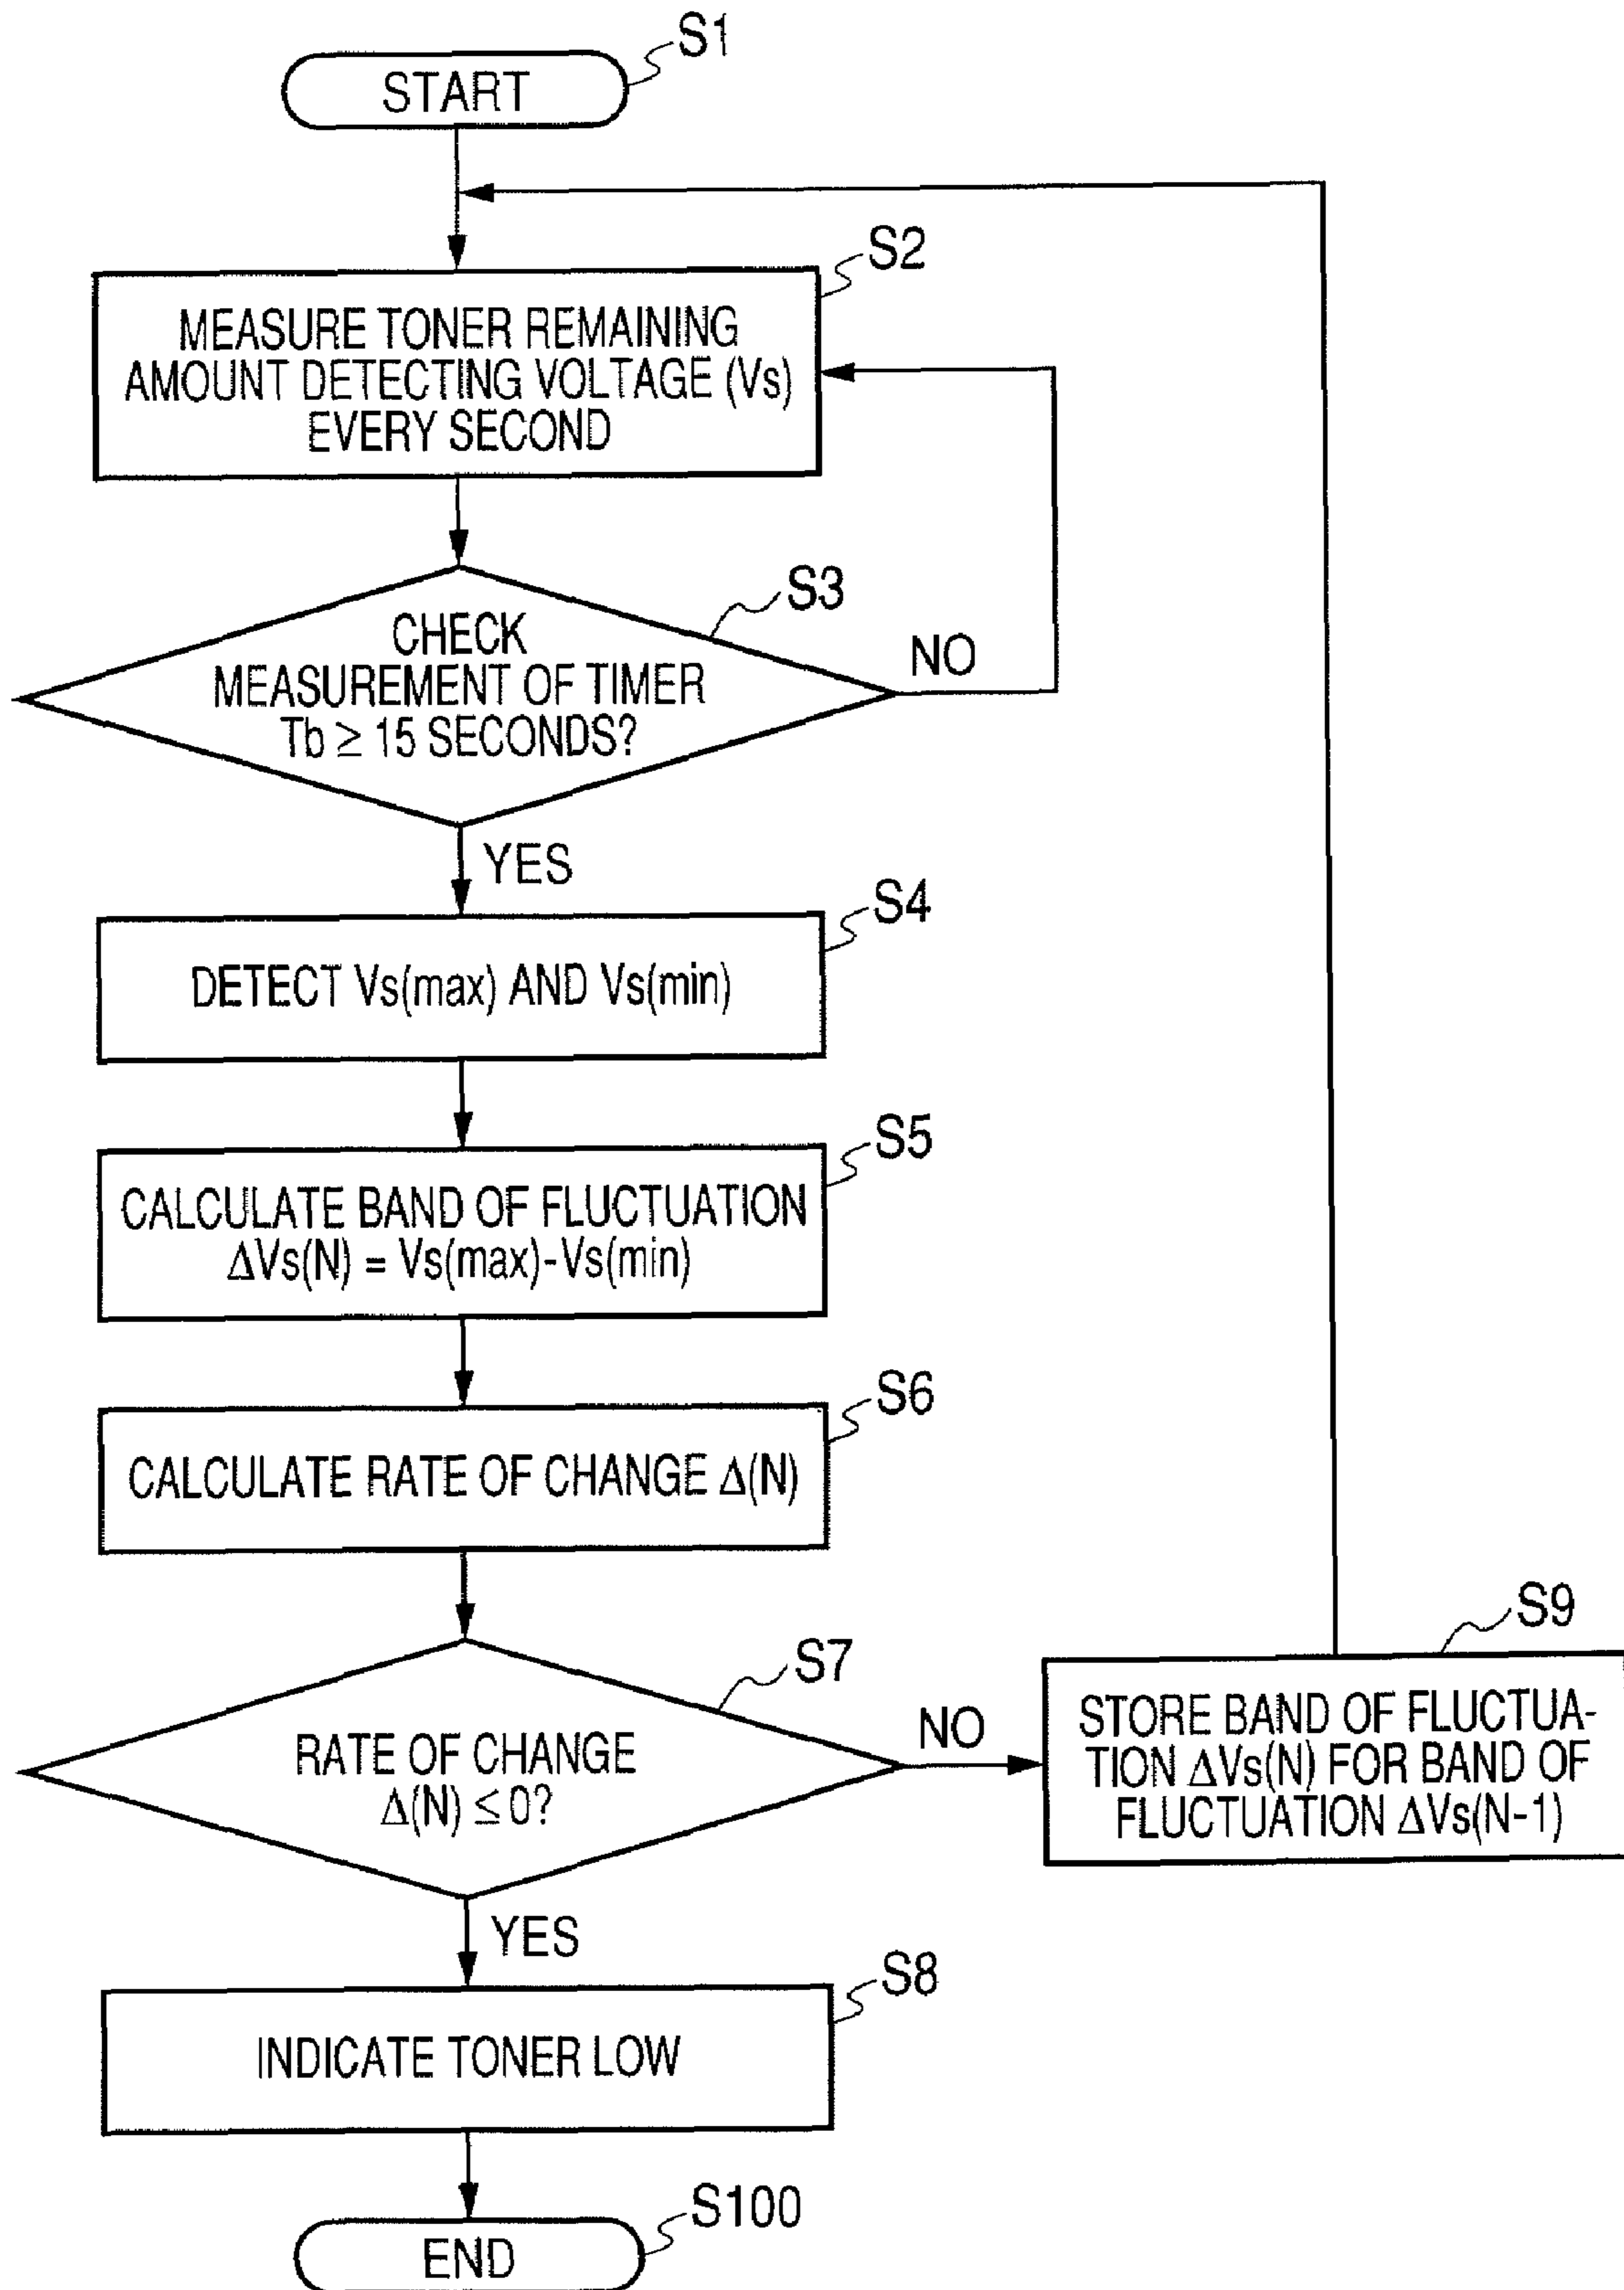 S1
START
S2
MEASURE TONER REMAINING
AMOUNT DETECTING VOLTAGE (Vs)
EVERY SECOND
S3
CHECK
MEASUREMENT OF TIMER
Tb ≥ 15 SECONDS?
NO
YES
S4
DETECT Vs(max) AND Vs(min)
S5
CALCULATE BAND OF FLUCTUATION
ΔVs(N) = Vs(max)-Vs(min)
S6
CALCULATE RATE OF CHANGE Δ(N)
S7
RATE OF CHANGE
Δ(N) ≤ 0?
NO
S9
STORE BAND OF FLUCTUA-
TION ΔVs(N) FOR BAND OF
FLUCTUATION ΔVs(N-1)
YES
S8
INDICATE TONER LOW
S100
END